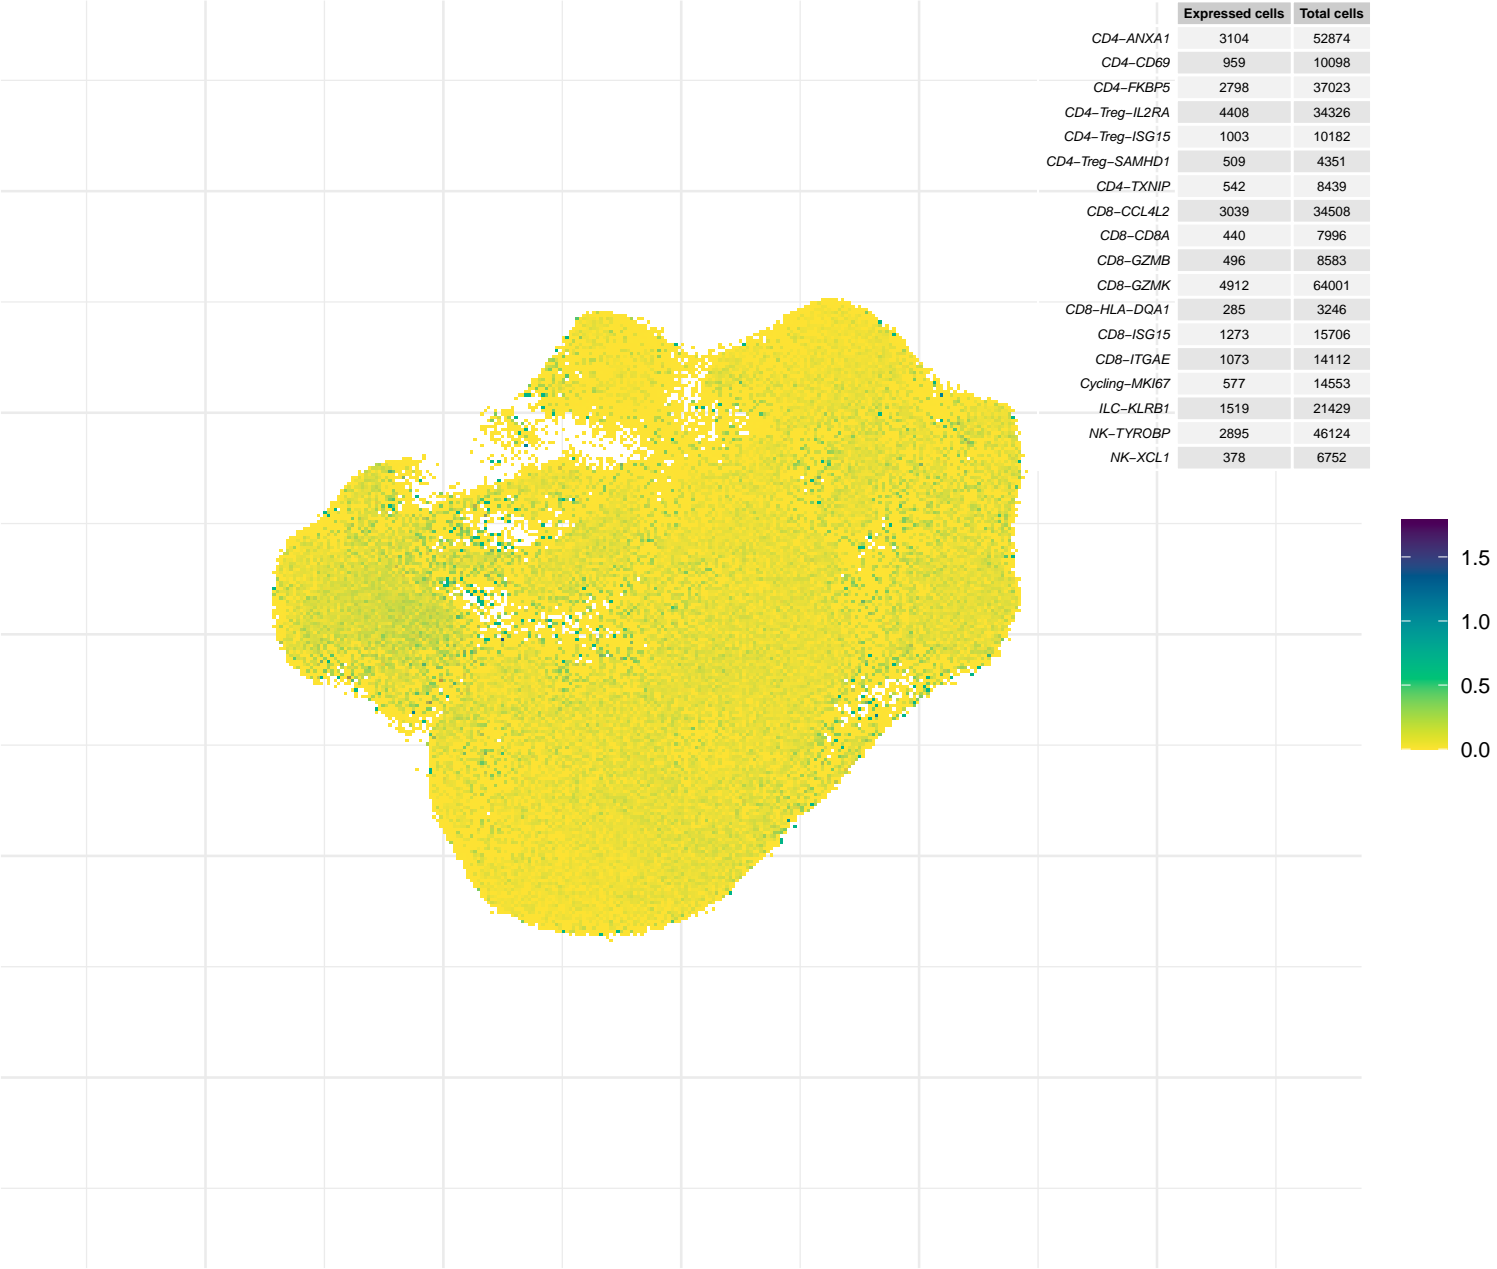 Expressed cells Total cells
CD4−ANXA1 3104 52874
CD4−CD69 959 10098
CD4−FKBP5 2798 37023
CD4−Treg−IL2RA 4408 34326
CD4−Treg−ISG15 1003 10182
CD4−Treg−SAMHD1 509 4351
CD4−TXNIP 542 8439
CD8−CCL4L2 3039 34508
CD8−CD8A 440 7996
CD8−GZMB 496 8583
CD8−GZMK 4912 64001
CD8−HLA−DQA1 285 3246
CD8−ISG15 1273 15706
CD8−ITGAE 1073 14112
Cycling−MKI67 577 14553
ILC−KLRB1 1519 21429
NK−TYROBP 2895 46124
NK−XCL1 378 6752
1.5
1.0
0.5
0.0